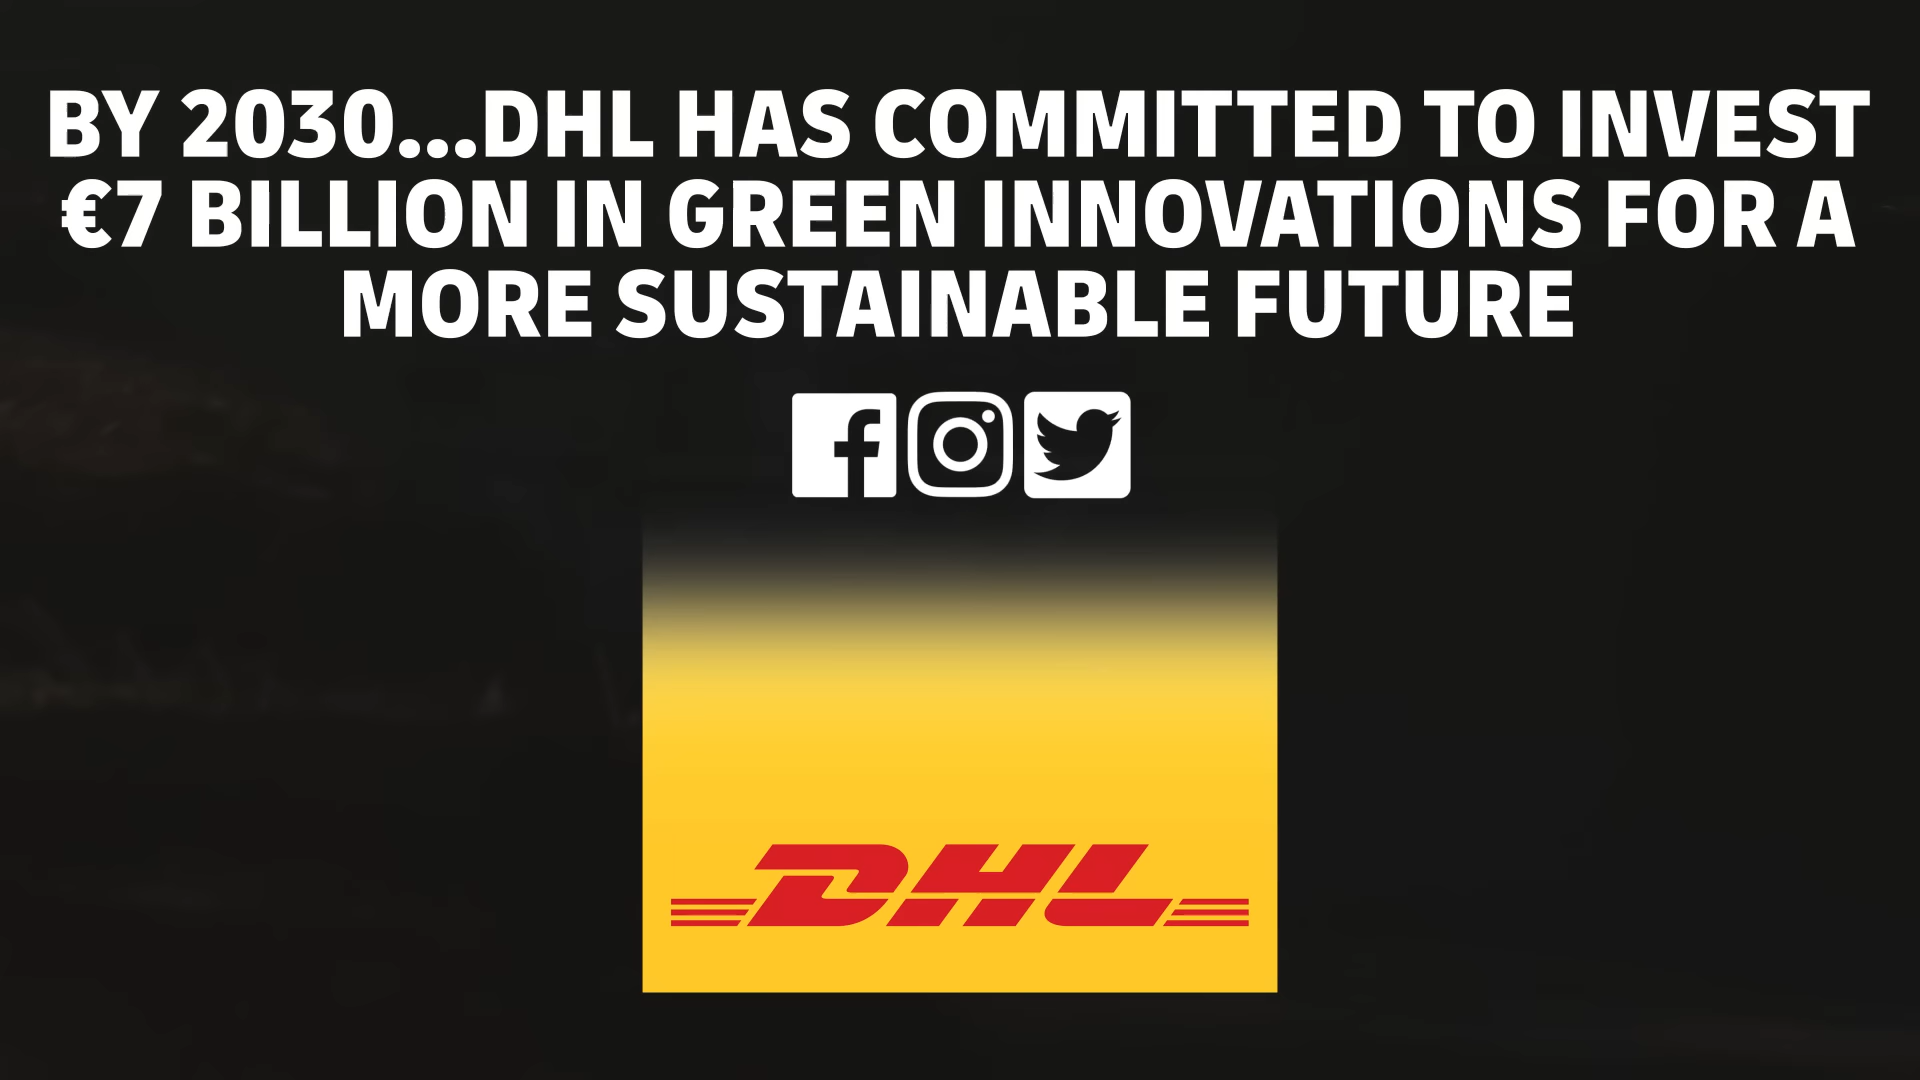 BY 2030...DHL HAS COMMITTED TO INVEST
€7 BILLION IN GREEN INNOVATIONS FOR A
MORE SUSTAINABLE FUTURE
DHL